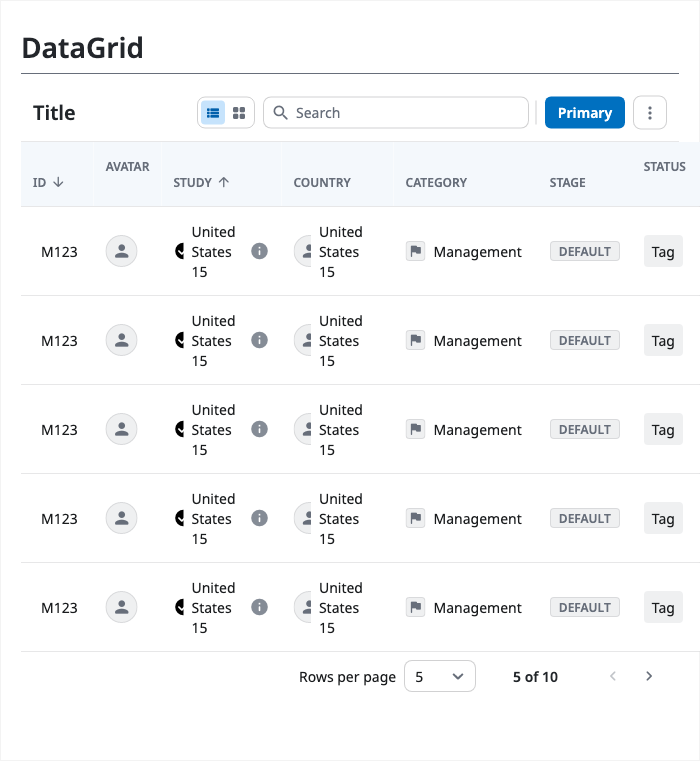 DataGrid
Title
Search
Primary
ID
AVATAR
STUDY
COUNTRY
CATEGORY
STAGE
STATUS
M123
United
States
15
United
States
15
Management
DEFAULT
Tag
M123
United
States
15
United
States
15
Management
DEFAULT
Tag
M123
United
States
15
United
States
15
Management
DEFAULT
Tag
M123
United
States
15
United
States
15
Management
DEFAULT
Tag
M123
United
States
15
United
States
15
Management
DEFAULT
Tag
Rows per page
5
5 of 10